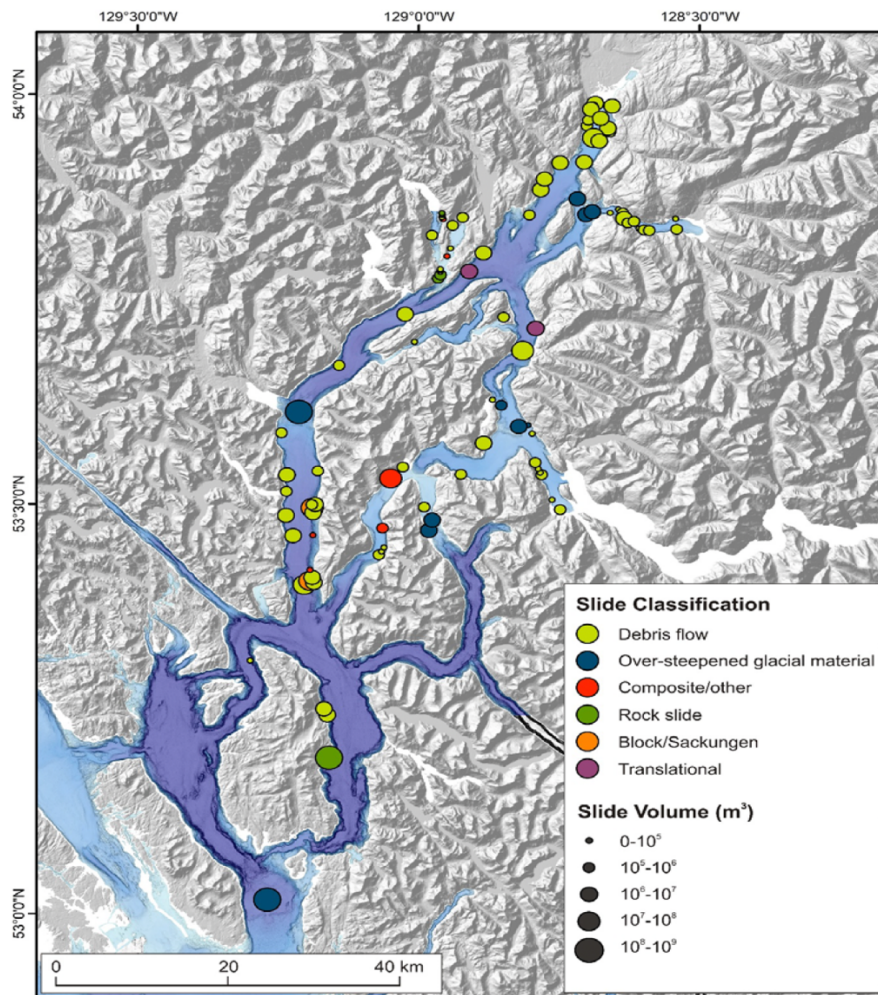 129°30'0"W
129°0'0"W
128°30'0"W
54°0'0"N
53°30'0"N
53°0'0"N
Slide Classification
Debris flow
Over-steepened glacial material
Composite/other
Rock slide
Block/Sackungen
Translational
Slide Volume (m³)
0-10⁵
10⁵-10⁶
10⁶-10⁷
10⁷-10⁸
10⁸-10⁹
0 20 40 km